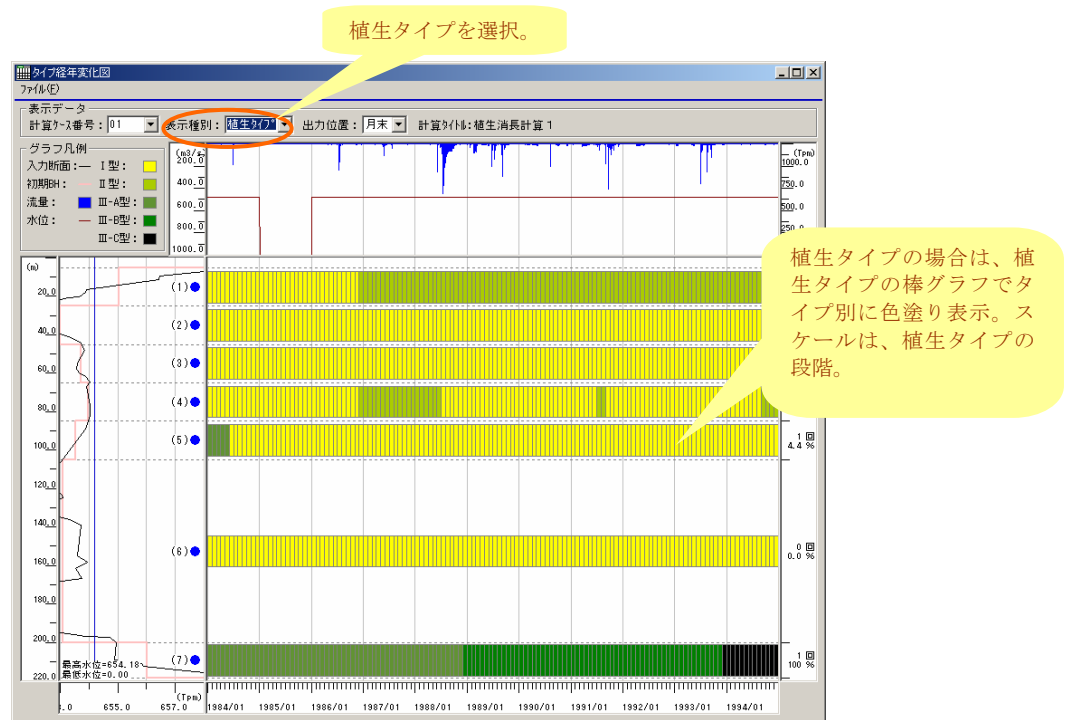 植生タイプを選択。
タイプ経年変化図
ファイル(F)
表示データ
計算ケース番号： 01 表示種別： 植生タイプ 出力位置： 月末 計算タイトル:植生消長計算１
グラフ凡例
入力断面：― Ⅰ型：
初期BH： Ⅱ型：
流量： Ⅲ-A型：
水位： ― Ⅲ-B型：
Ⅲ-C型：
(m3/s)
200.0
400.0
600.0
800.0
1000.0
(Tpm)
1000.0
750.0
500.0
植生タイプの場合は、植
生タイプの棒グラフでタ
イプ別に色塗り表示。ス
ケールは、植生タイプの
段階。
(m)
20.0
40.0
60.0
80.0
100.0
120.0
140.0
160.0
180.0
200.0
220.0
(1)
(2)
(3)
(4)
(5)
(6)
(7)
1 回
4.4 %
0 回
0.0 %
1 回
100 %
最高水位=654.18
最低水位=0.00
655.0 657.0
(Tpm)
1984/01 1985/01 1986/01 1987/01 1988/01 1989/01 1990/01 1991/01 1992/01 1993/01 1994/01